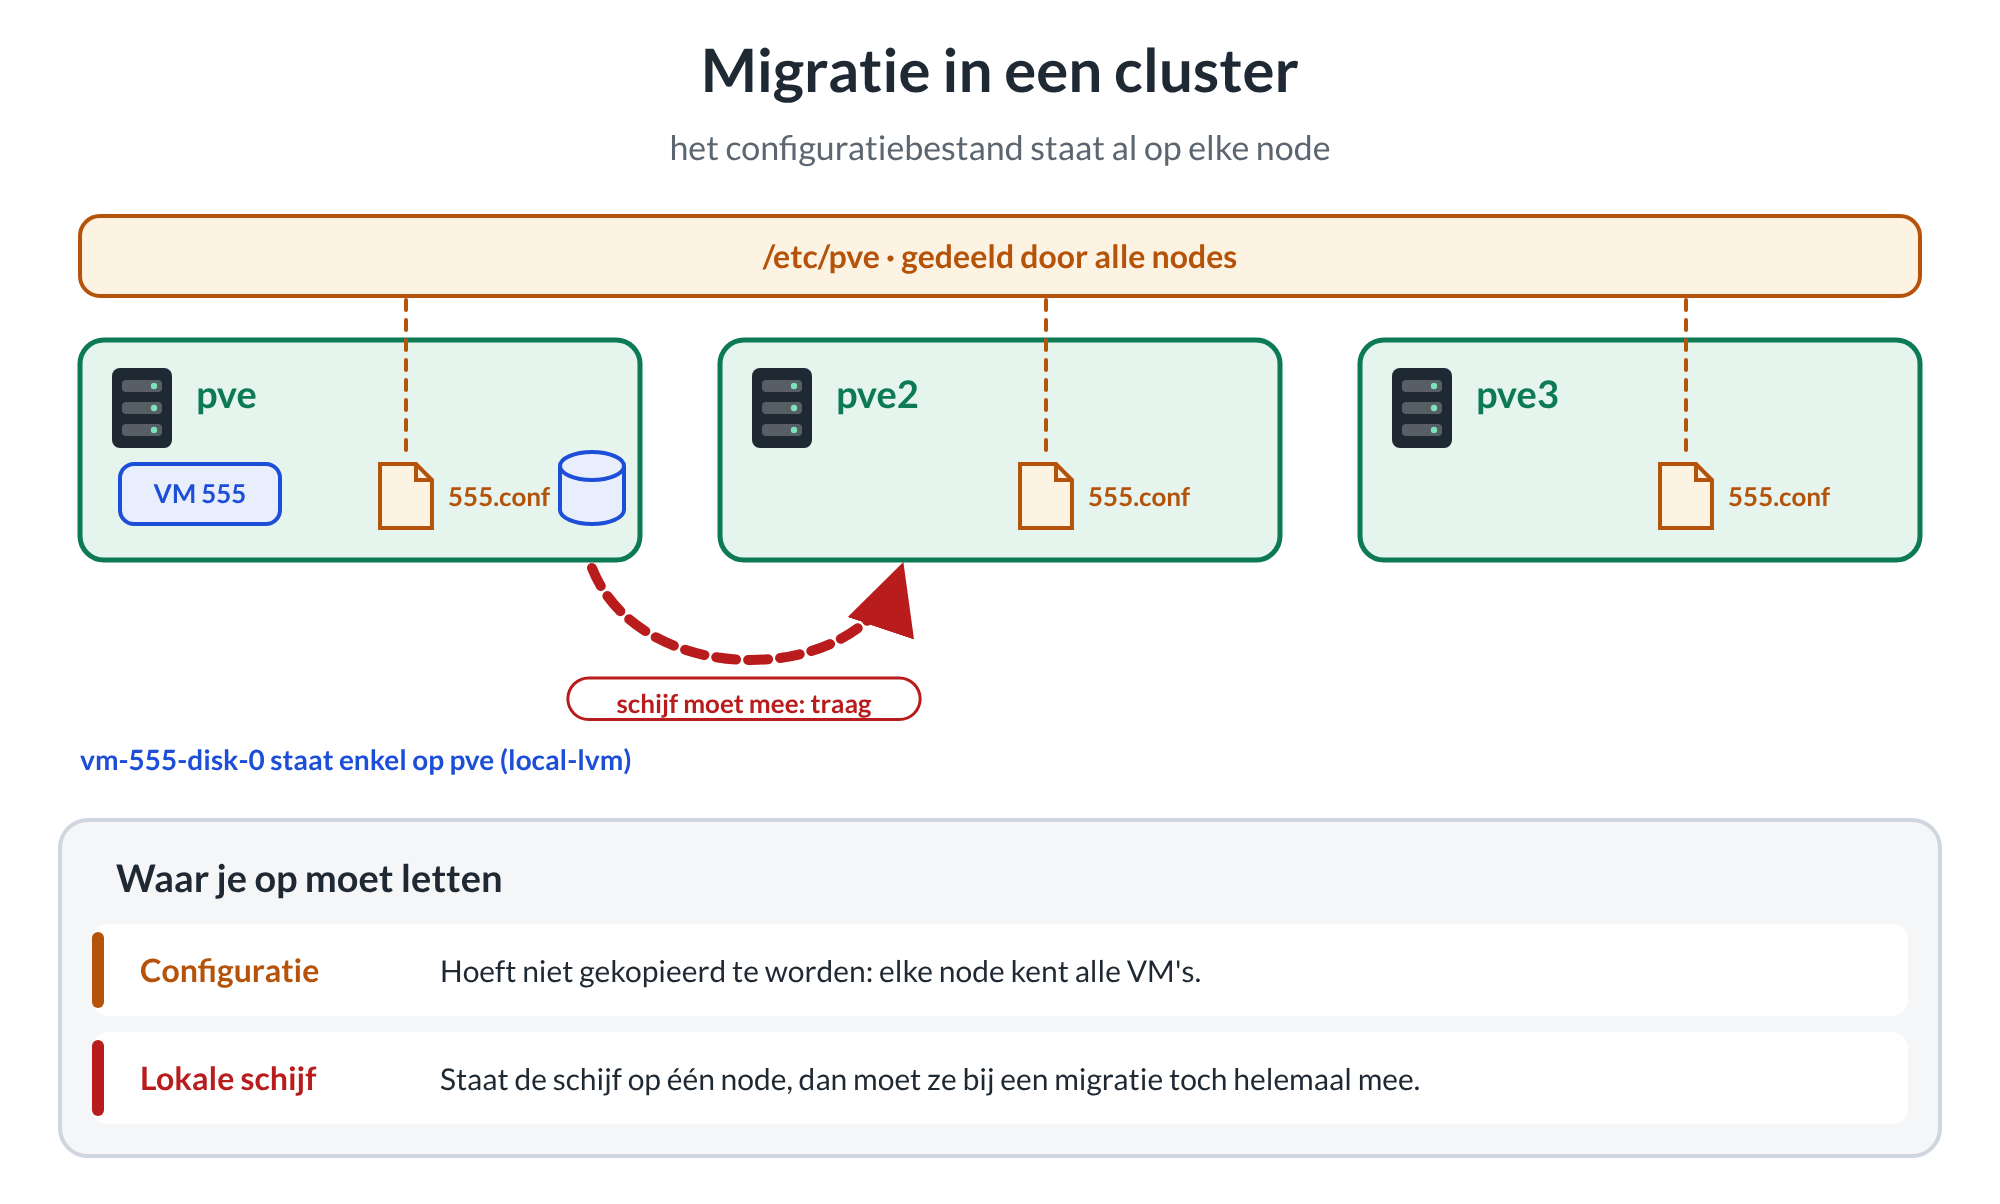 Migratie in een cluster
het configuratiebestand staat al op elke node
/etc/pve · gedeeld door alle nodes
pve
pve2
pve3
VM 555
555.conf
555.conf
555.conf
schijf moet mee: traag
vm-555-disk-0 staat enkel op pve (local-lvm)
Waar je op moet letten
Configuratie
Hoeft niet gekopieerd te worden: elke node kent alle VM's.
Lokale schijf
Staat de schijf op één node, dan moet ze bij een migratie toch helemaal mee.